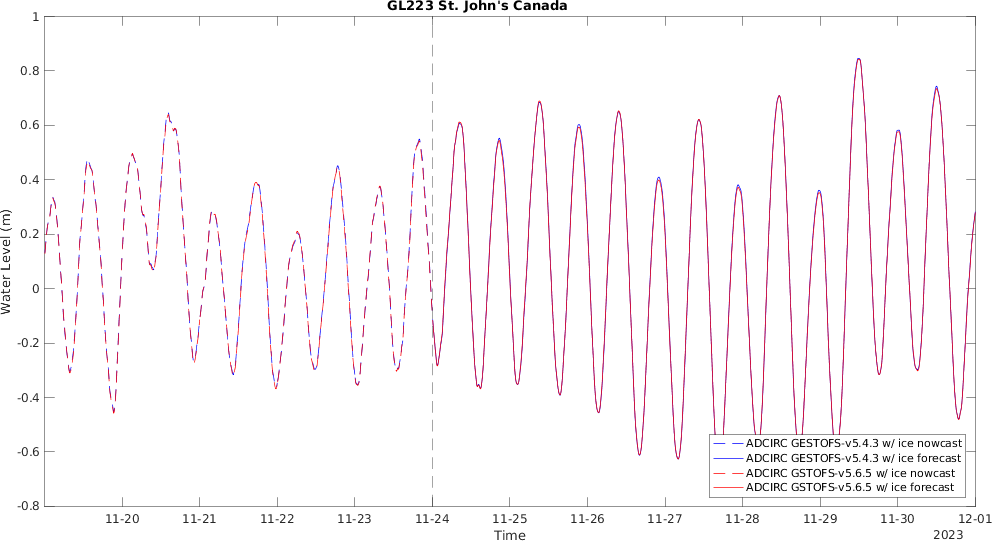 GL223 St. John's Canada
1
0.8
0.6
0.4
0.2
0
-0.2
-0.4
-0.6
-0.8
Water Level (m)
ADCIRC GESTOFS-v5.4.3 w/ ice nowcast
ADCIRC GESTOFS-v5.4.3 w/ ice forecast
ADCIRC GSTOFS-v5.6.5 w/ ice nowcast
ADCIRC GSTOFS-v5.6.5 w/ ice forecast
11-20 11-21 11-22 11-23 11-24 11-25 11-26 11-27 11-28 11-29 11-30 12-01
Time
2023